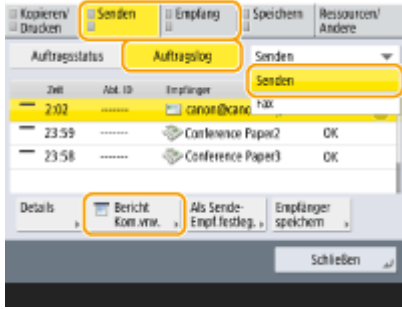 Kopieren/
Drucken
Senden
Empfang
Speichern
Ressourcen/
Andere
Auftragsstatus
Auftragslog
Senden
Senden
Fax
Zeit
Abt. ID
Empfänger
2:02
-------
canon@cano
23:59
-------
Conference Paper2
OK
23:58
-------
Conference Paper3
OK
Details
Bericht
Kom.vrw.
Als Sende-
Empf.festleg.
Empfänger
speichern
Schließen